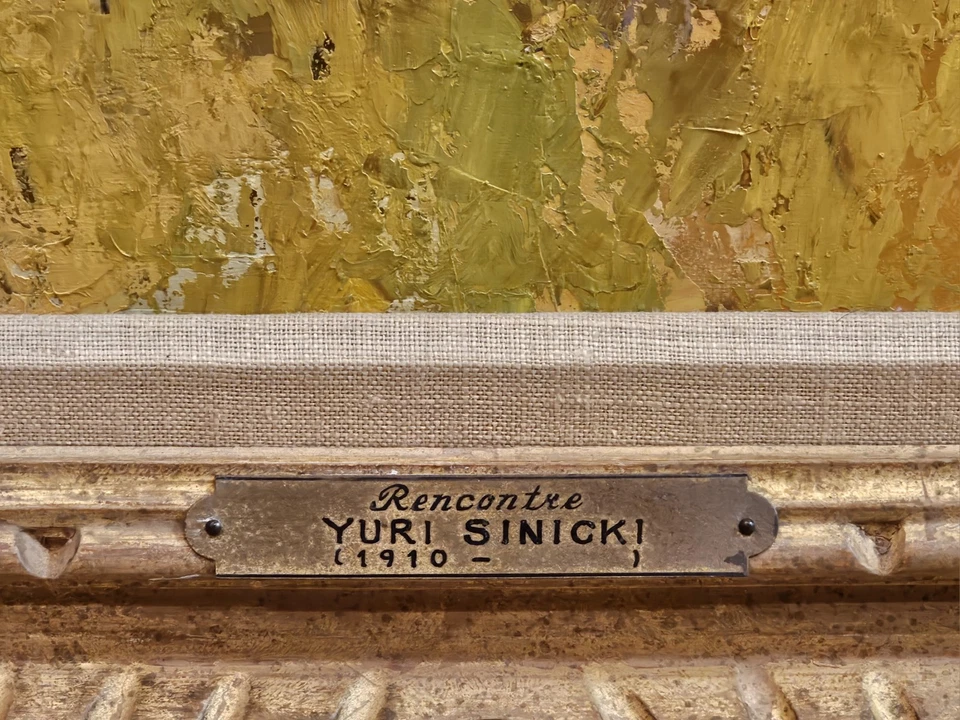 Rencontre
YURI SINICKI
(1910 - )